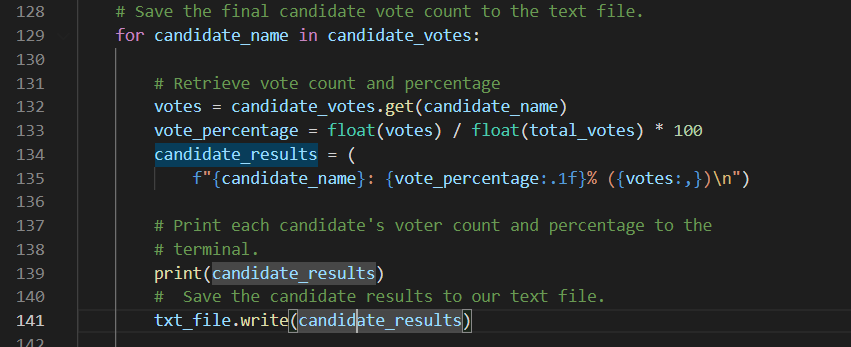 128 # Save the final candidate vote count to the text file.
129 for candidate_name in candidate_votes:
130
131 # Retrieve vote count and percentage
132 votes = candidate_votes.get(candidate_name)
133 vote_percentage = float(votes) / float(total_votes) * 100
134 candidate_results = (
135 f"{candidate_name}: {vote_percentage:.1f}% ({votes:,})\n")
136
137 # Print each candidate's voter count and percentage to the
138 # terminal.
139 print(candidate_results)
140 #  Save the candidate results to our text file.
141 txt_file.write(candidate_results)
142